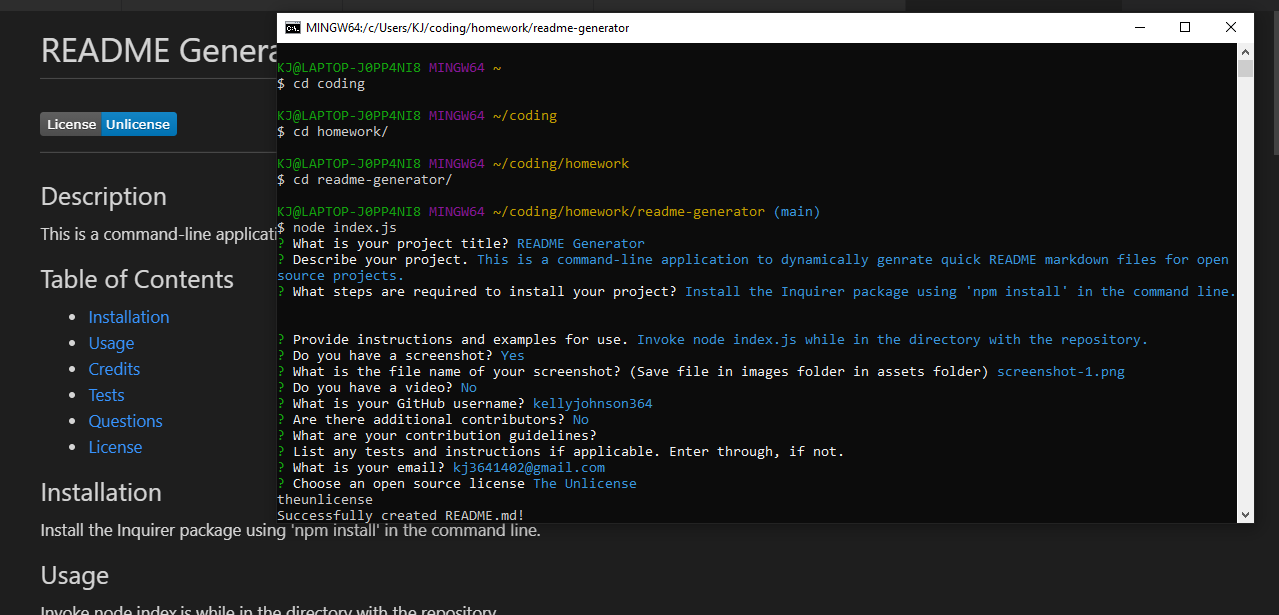 README Genera
License Unlicense
Description
This is a command-line applicati
Table of Contents
Installation
Usage
Credits
Tests
Questions
License
Installation
Install the Inquirer package using 'npm install' in the command line.
Usage
Invoke node index.js while in the directory with the repository.
MINGW64:/c/Users/KJ/coding/homework/readme-generator
KJ@LAPTOP-J0PP4NI8 MINGW64 ~
$ cd coding
KJ@LAPTOP-J0PP4NI8 MINGW64 ~/coding
$ cd homework/
KJ@LAPTOP-J0PP4NI8 MINGW64 ~/coding/homework
$ cd readme-generator/
KJ@LAPTOP-J0PP4NI8 MINGW64 ~/coding/homework/readme-generator (main)
$ node index.js
? What is your project title? README Generator
? Describe your project. This is a command-line application to dynamically genrate quick README markdown files for open
source projects.
? What steps are required to install your project? Install the Inquirer package using 'npm install' in the command line.
? Provide instructions and examples for use. Invoke node index.js while in the directory with the repository.
? Do you have a screenshot? Yes
? What is the file name of your screenshot? (Save file in images folder in assets folder) screenshot-1.png
? Do you have a video? No
? What is your GitHub username? kellyjohnson364
? Are there additional contributors? No
? What are your contribution guidelines?
? List any tests and instructions if applicable. Enter through, if not.
? What is your email? kj3641402@gmail.com
? Choose an open source license The Unlicense
theunlicense
Successfully created README.md!